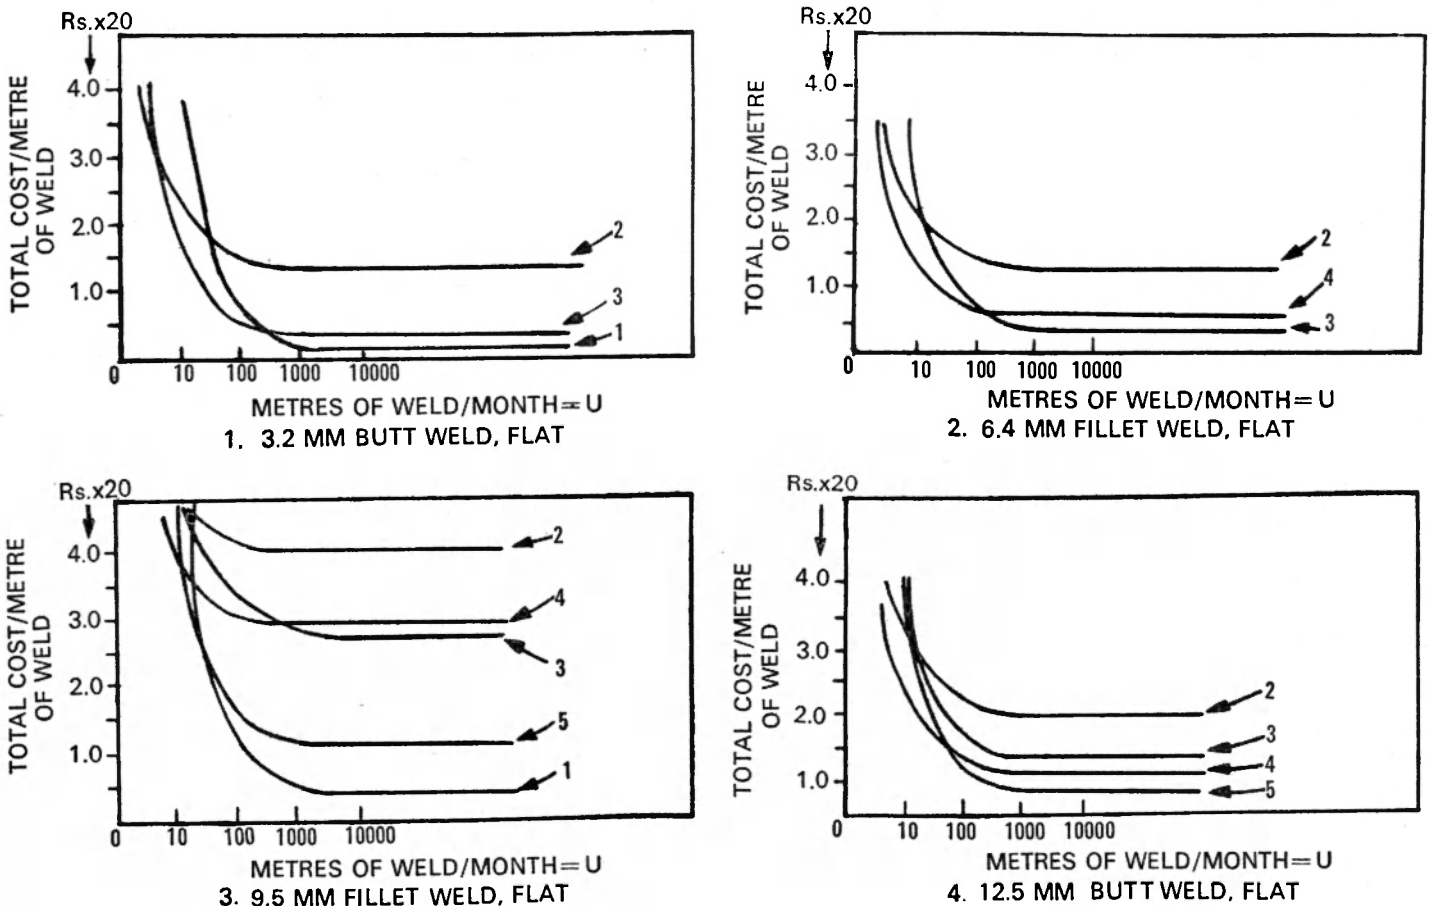 Rs.x20
TOTAL COST/METRE
OF WELD
4.0
3.0
2.0
1.0
2
3
1
0 10 100 1000 10000
METRES OF WELD/MONTH=U
1. 3.2 MM BUTT WELD, FLAT
Rs.x20
TOTAL COST/METRE
OF WELD
4.0
3.0
2.0
1.0
2
4
3
0 10 100 1000 10000
METRES OF WELD/MONTH=U
2. 6.4 MM FILLET WELD, FLAT
Rs.x20
TOTAL COST/METRE
OF WELD
4.0
3.0
2.0
1.0
2
4
3
5
1
0 10 100 1000 10000
METRES OF WELD/MONTH=U
3. 9.5 MM FILLET WELD, FLAT
Rs.x20
TOTAL COST/METRE
OF WELD
4.0
3.0
2.0
1.0
2
3
4
5
0 10 100 1000 10000
METRES OF WELD/MONTH=U
4. 12.5 MM BUTT WELD, FLAT